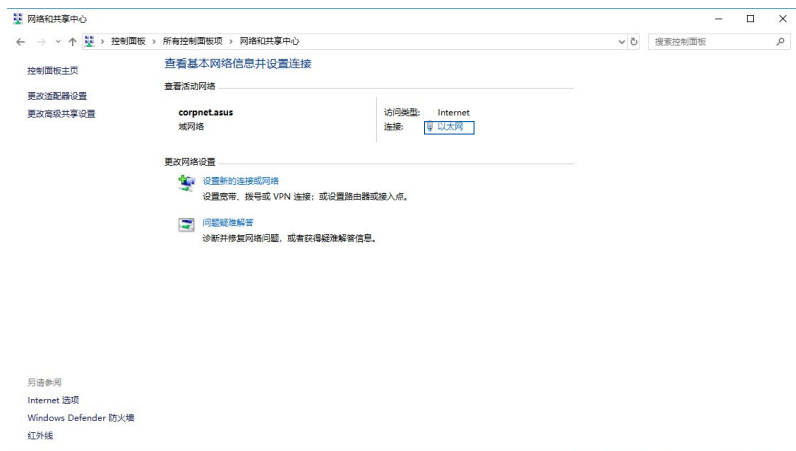 网络和共享中心
控制面板 › 所有控制面板项 › 网络和共享中心
搜索控制面板
控制面板主页
更改适配器设置
更改高级共享设置
查看基本网络信息并设置连接
查看活动网络
corpnet.asus
域网络
访问类型: Internet
连接: 以太网
更改网络设置
设置新的连接或网络
设置宽带、拨号或 VPN 连接；或设置路由器或接入点。
问题疑难解答
诊断并修复网络问题，或者获得疑难解答信息。
另请参阅
Internet 选项
Windows Defender 防火墙
红外线